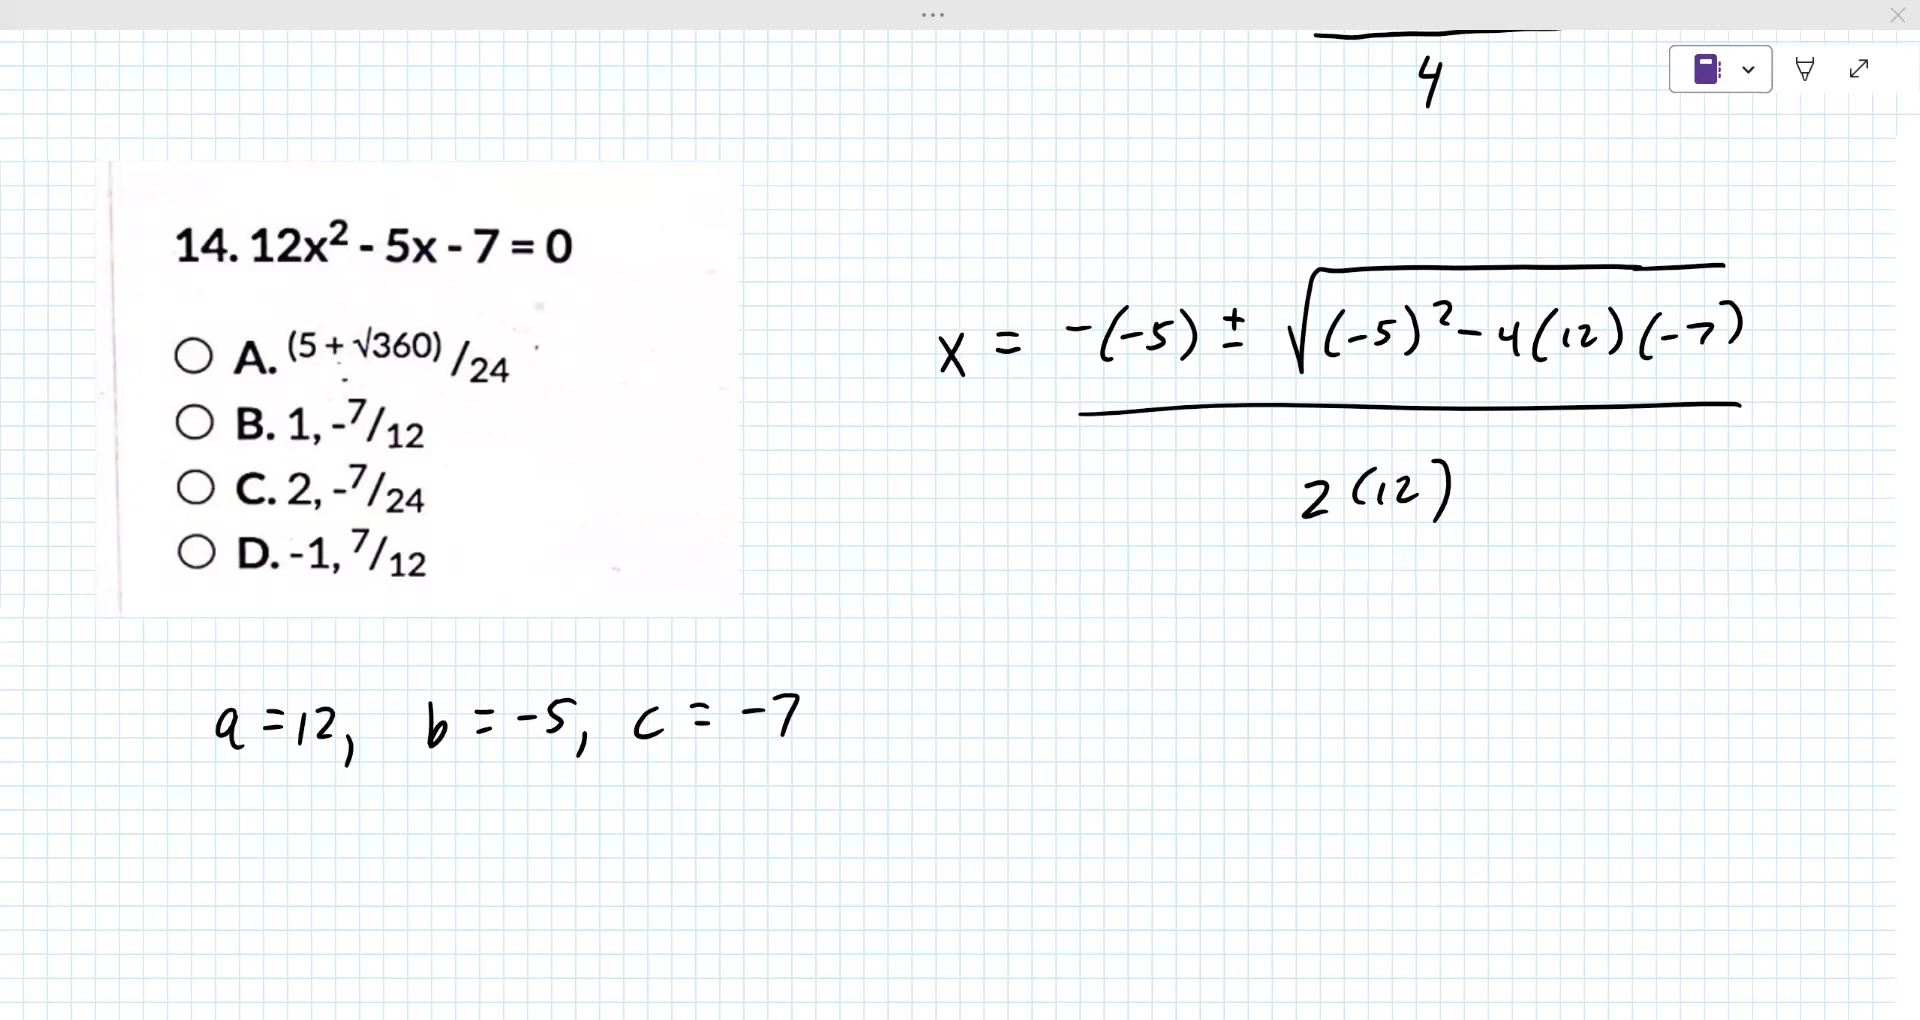 4
14. 12x² - 5x - 7 = 0
A. (5 + √360) /24
B. 1, -7/12
C. 2, -7/24
D. -1, 7/12
x = -(-5) ± √(-5)² - 4(12)(-7)
2(12)
a = 12, b = -5, c = -7